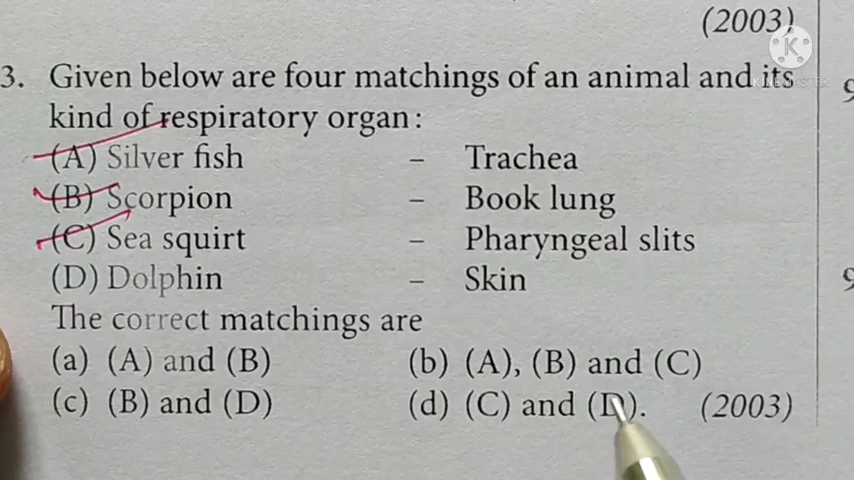 (2003)
3. Given below are four matchings of an animal and its
kind of respiratory organ:
(A) Silver fish – Trachea
(B) Scorpion – Book lung
(C) Sea squirt – Pharyngeal slits
(D) Dolphin – Skin
The correct matchings are
(a) (A) and (B) (b) (A), (B) and (C)
(c) (B) and (D) (d) (C) and (D). (2003)